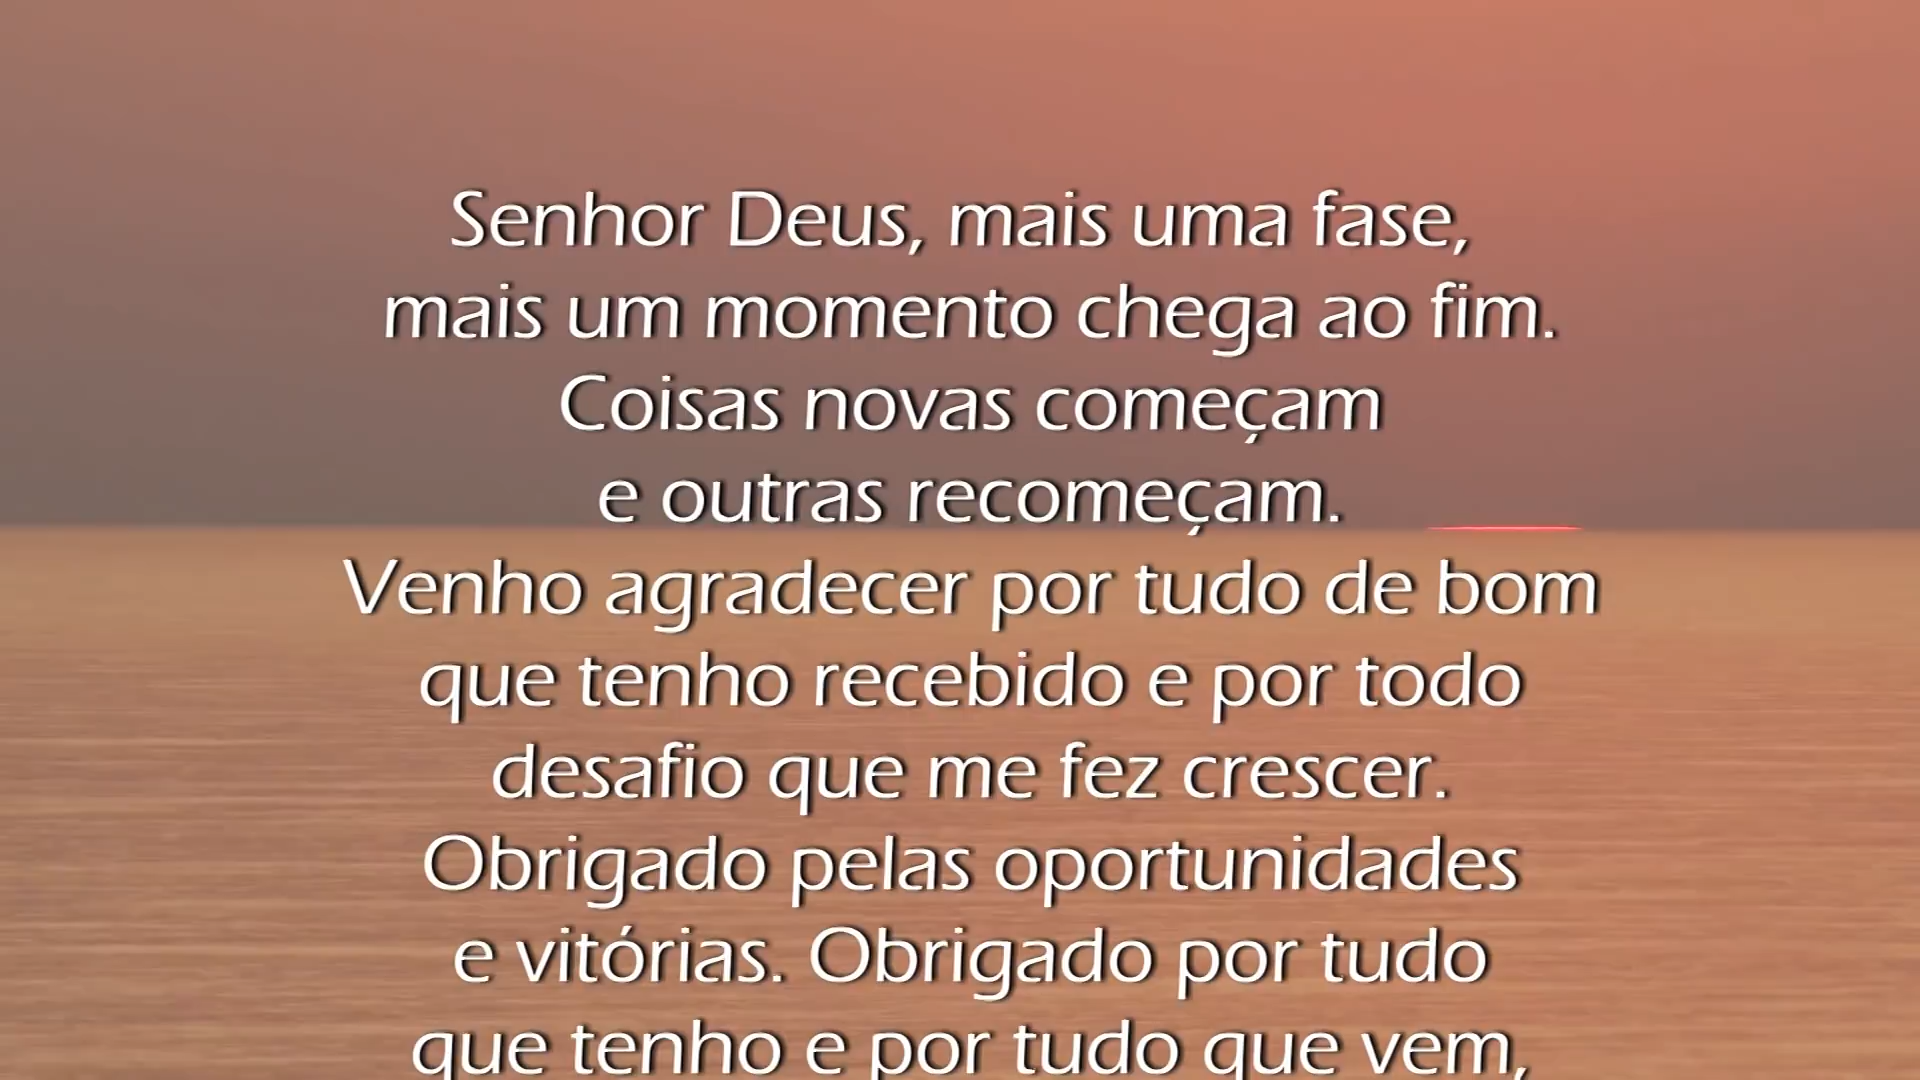 Senhor Deus, mais uma fase,
mais um momento chega ao fim.
Coisas novas começam
e outras recomeçam.
Venho agradecer por tudo de bom
que tenho recebido e por todo
desafio que me fez crescer.
Obrigado pelas oportunidades
e vitórias. Obrigado por tudo
que tenho e por tudo que vem,